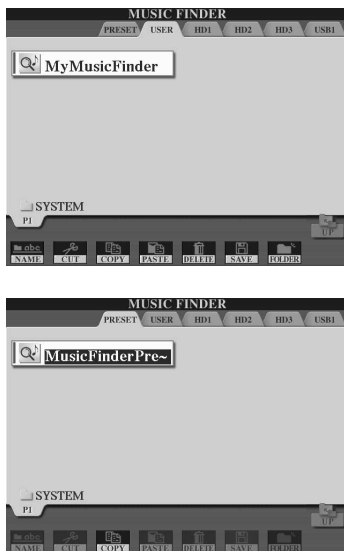 MUSIC FINDER
PRESET USER HD1 HD2 HD3 USB1
MyMusicFinder
SYSTEM
P1
UP
abc
NAME CUT COPY PASTE DELETE SAVE FOLDER
MUSIC FINDER
PRESET USER HD1 HD2 HD3 USB1
MusicFinderPre~
SYSTEM
P1
UP
abc
NAME CUT COPY PASTE DELETE SAVE FOLDER